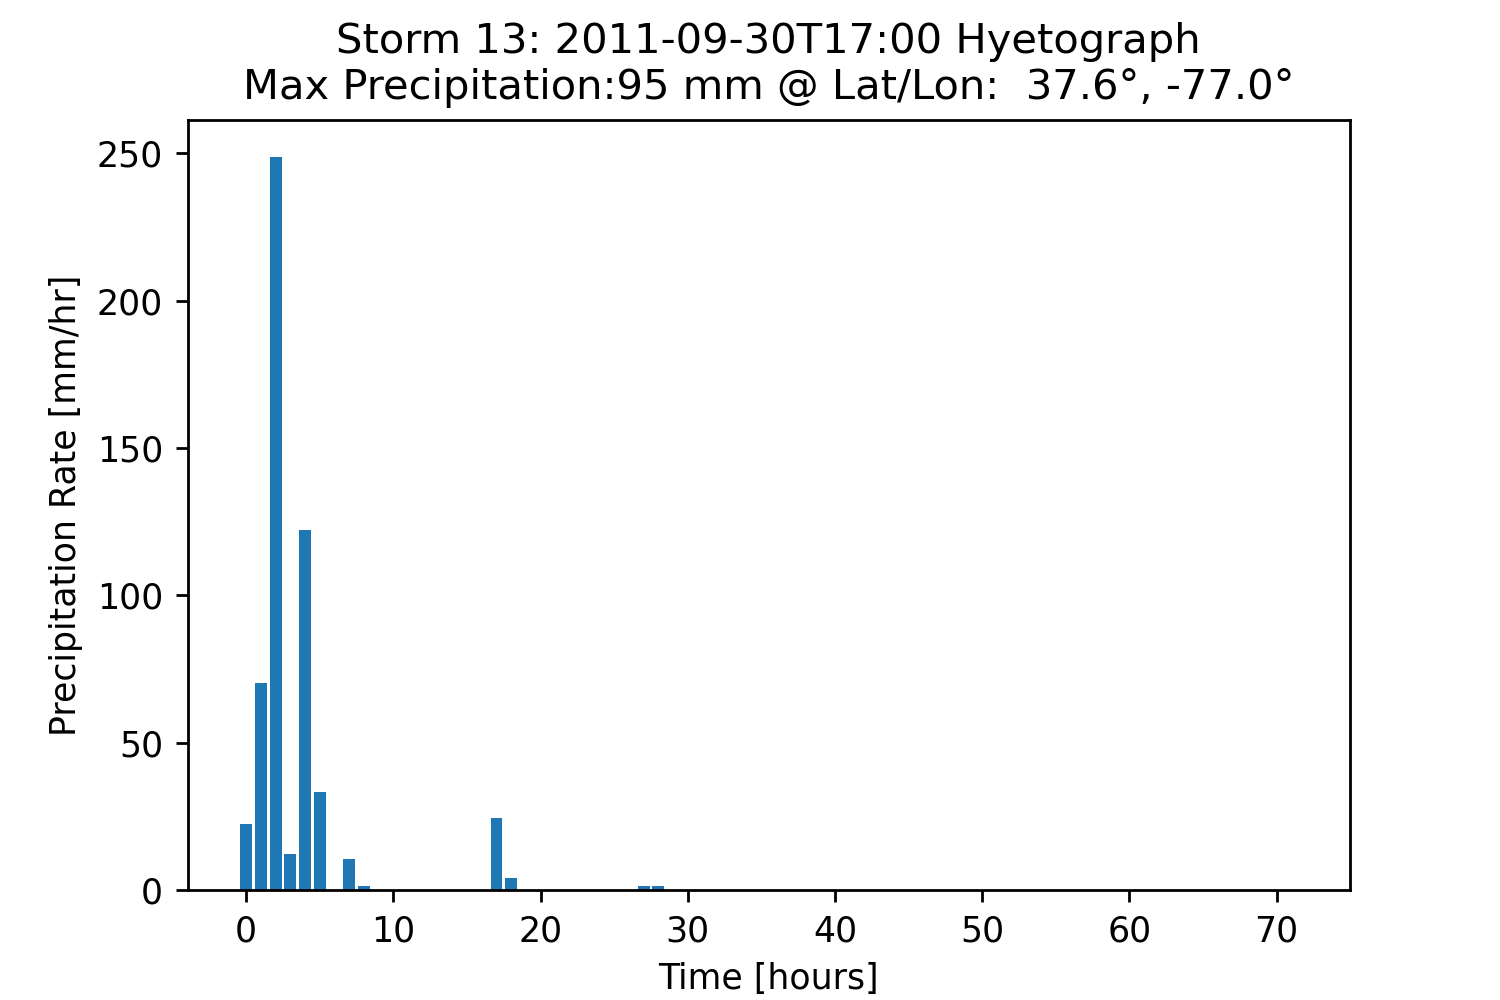 Storm 13: 2011-09-30T17:00 Hyetograph
Max Precipitation:95 mm @ Lat/Lon:  37.6°, -77.0°
Precipitation Rate [mm/hr]
250
200
150
100
50
0
0 10 20 30 40 50 60 70
Time [hours]